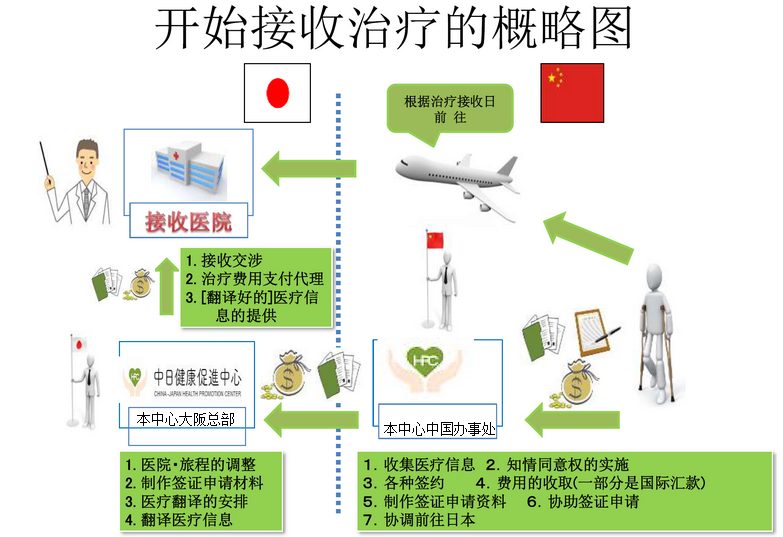 开始接收治疗的概略图
根据治疗接收日
前 往
接收医院
1. 接收交涉
2. 治疗费用支付代理
3. [翻译好的]医疗信
息的提供
中日健康促進中心
CHINA-JAPAN HEALTH PROMOTION CENTER
本中心大阪总部
HPC
本中心中国办事处
1. 医院·旅程的调整
2. 制作签证申请材料
3. 医疗翻译的安排
4. 翻译医疗信息
1. 收集医疗信息 2. 知情同意权的实施
3. 各种签约 4. 费用的收取(一部分是国际汇款)
5. 制作签证申请资料 6. 协助签证申请
7. 协调前往日本